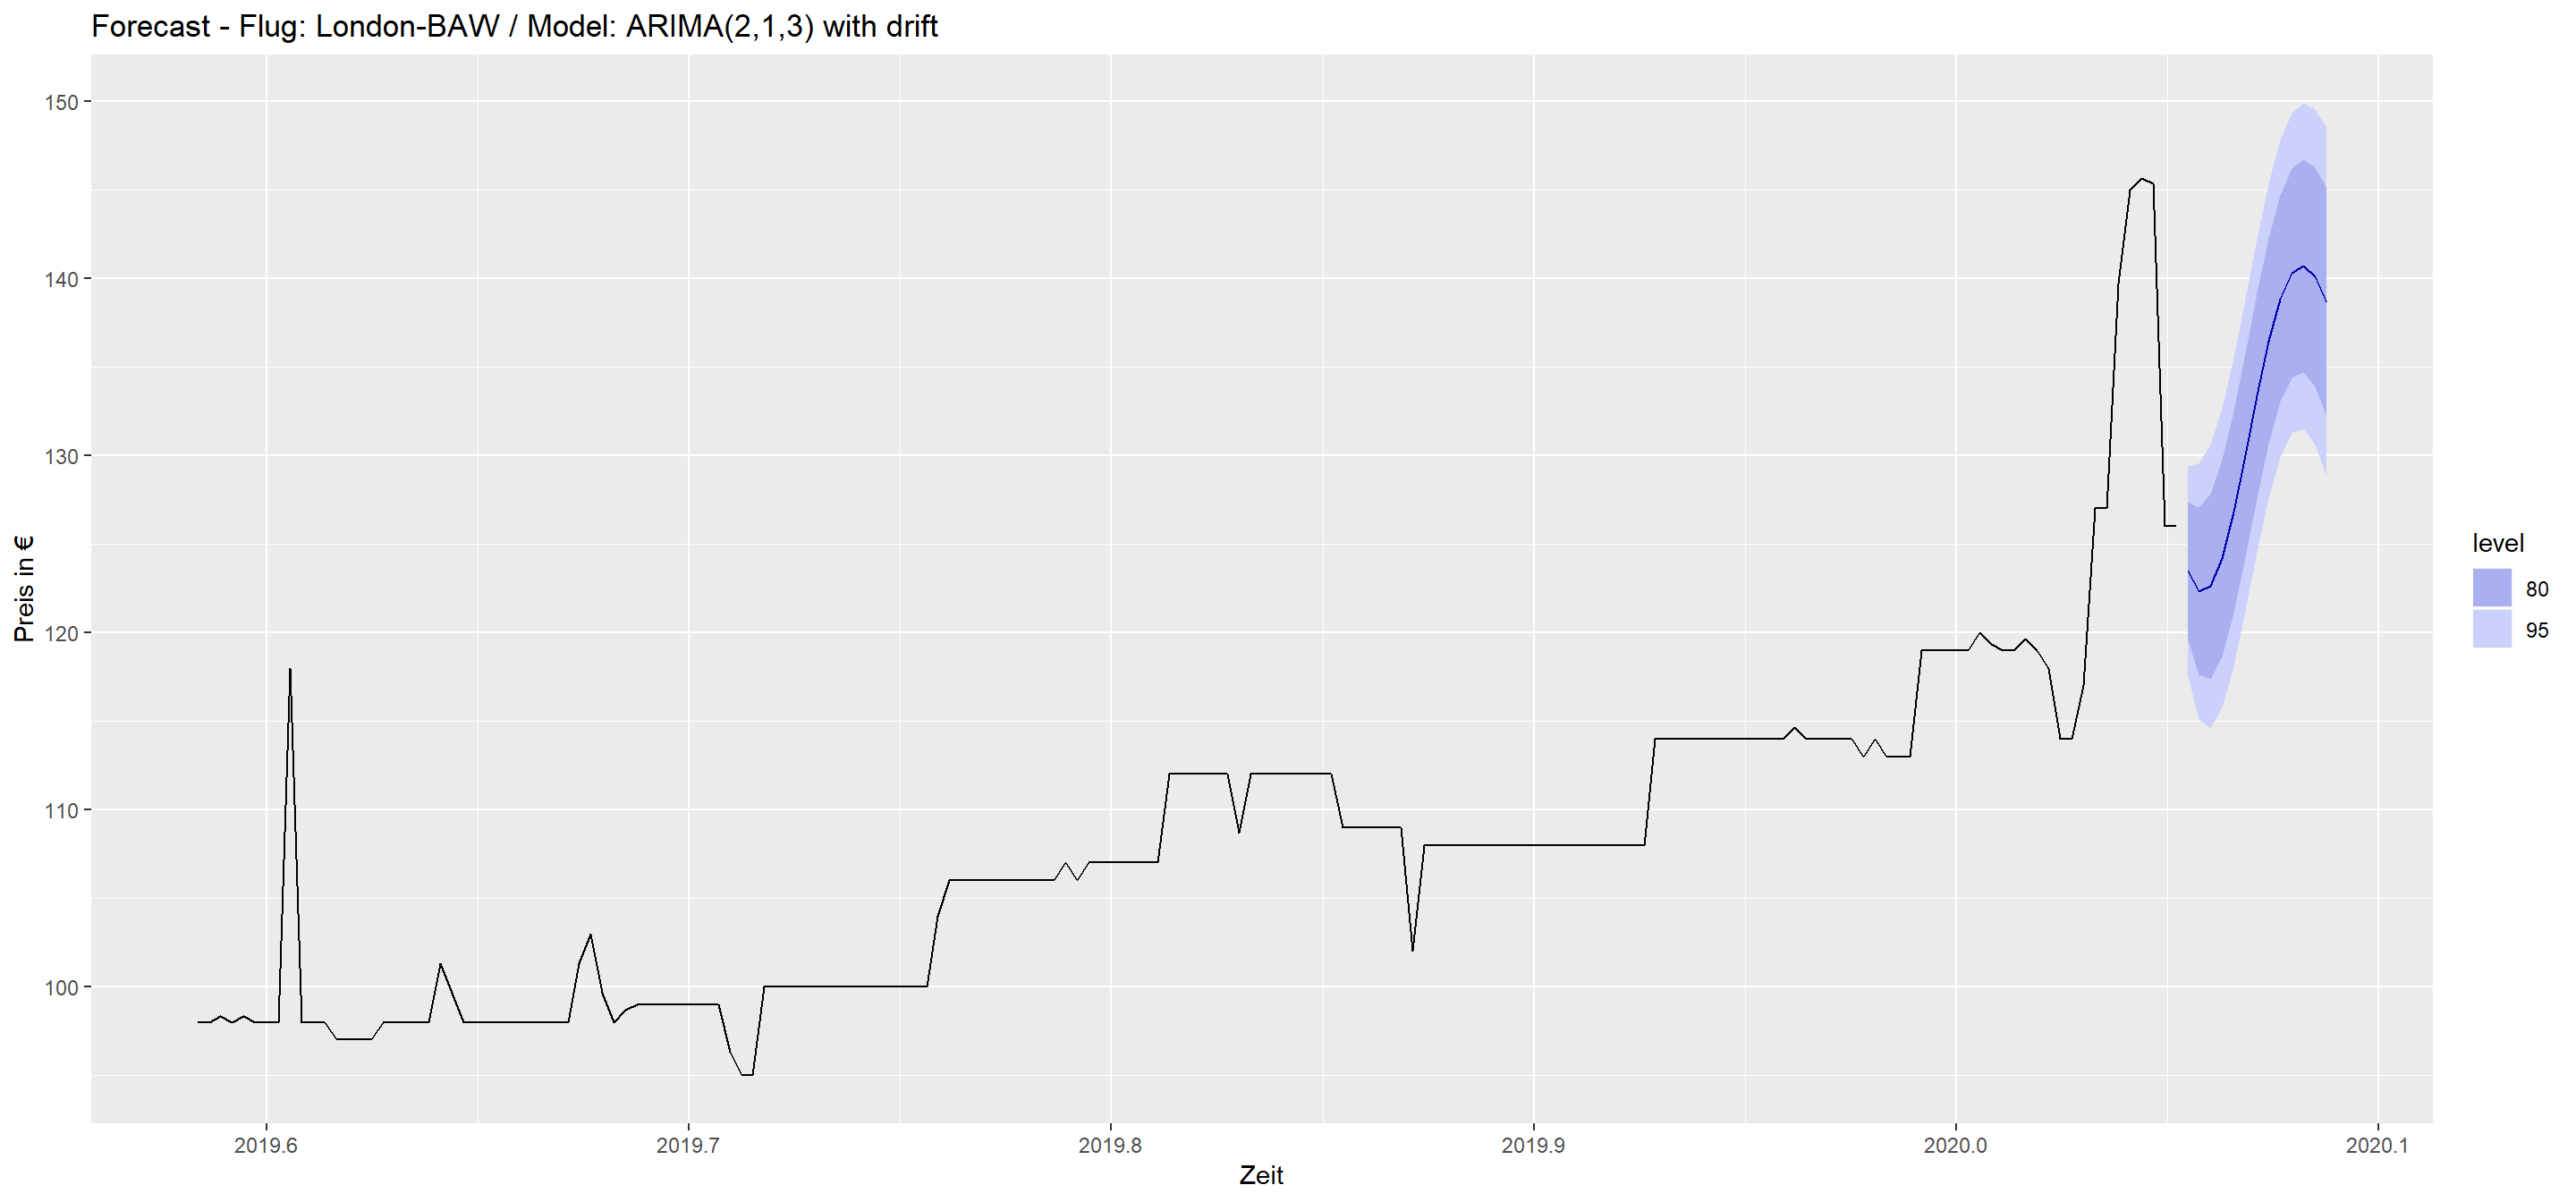 Forecast - Flug: London-BAW / Model: ARIMA(2,1,3) with drift
150
140
130
120
110
100
Preis in €
2019.6 2019.7 2019.8 2019.9 2020.0 2020.1
Zeit
level
80
95